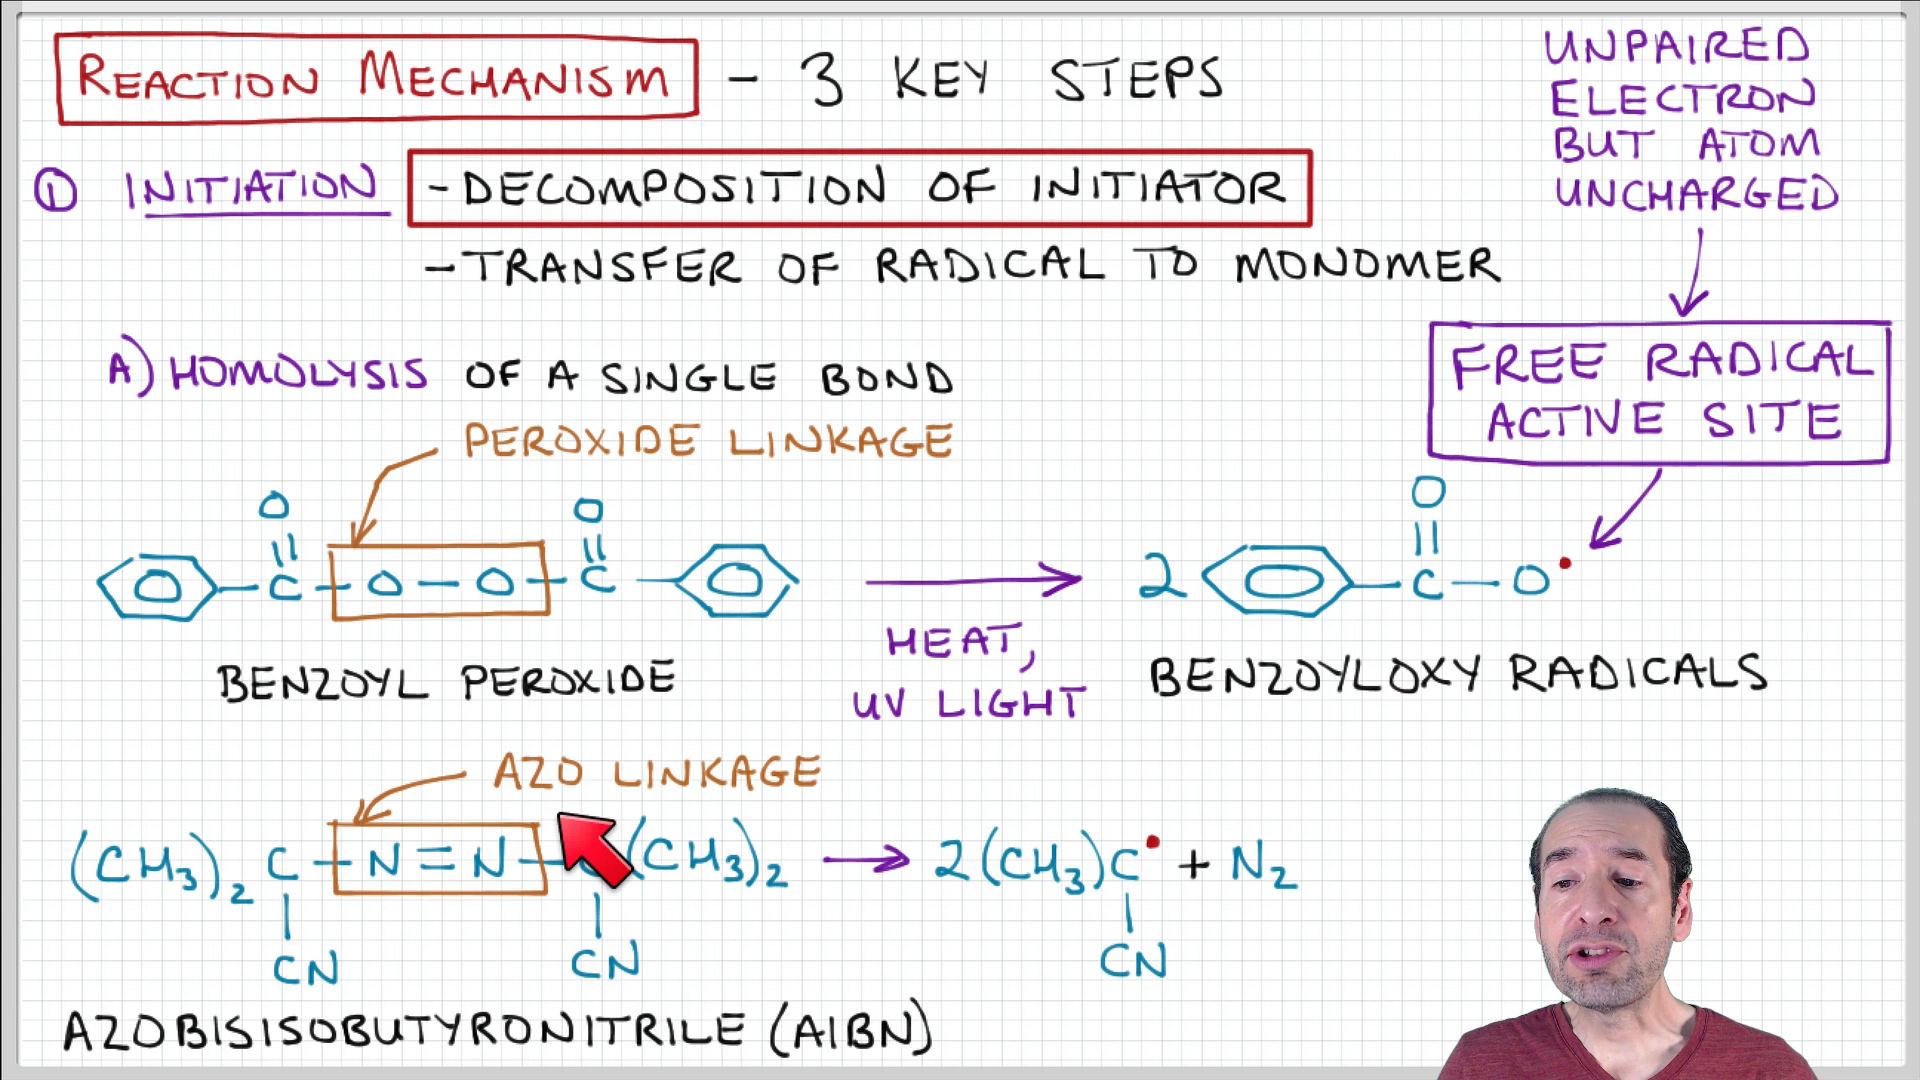 REACTION MECHANISM - 3 KEY STEPS
UNPAIRED
ELECTRON
BUT ATOM
UNCHARGED
① INITIATION - DECOMPOSITION OF INITIATOR
- TRANSFER OF RADICAL TO MONOMER
FREE RADICAL
ACTIVE SITE
A) HOMOLYSIS OF A SINGLE BOND
PEROXIDE LINKAGE
O O O
C - O - O - C 2 C - O•
HEAT,
UV LIGHT
BENZOYL PEROXIDE BENZOYLOXY RADICALS
AZO LINKAGE
(CH3)2 C - N = N - (CH3)2 → 2(CH3)C• + N2
CN CN CN
AZOBISISOBUTYRONITRILE (AIBN)